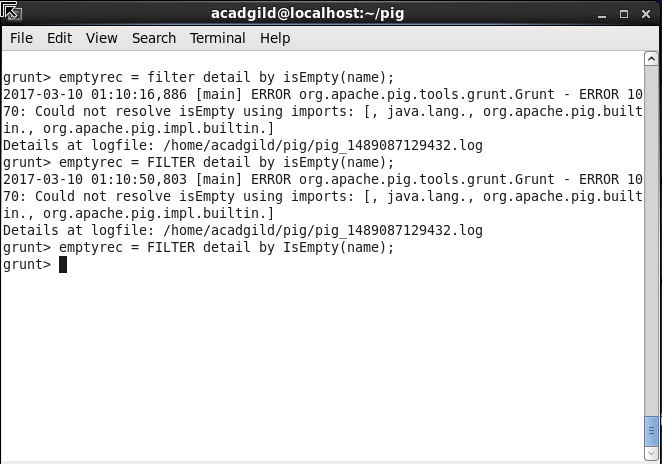 acadgild@localhost:~/pig
File Edit View Search Terminal Help
grunt> emptyrec = filter detail by isEmpty(name);
2017-03-10 01:10:16,886 [main] ERROR org.apache.pig.tools.grunt.Grunt - ERROR 10
70: Could not resolve isEmpty using imports: [, java.lang., org.apache.pig.built
in., org.apache.pig.impl.builtin.]
Details at logfile: /home/acadgild/pig/pig_1489087129432.log
grunt> emptyrec = FILTER detail by isEmpty(name);
2017-03-10 01:10:50,803 [main] ERROR org.apache.pig.tools.grunt.Grunt - ERROR 10
70: Could not resolve isEmpty using imports: [, java.lang., org.apache.pig.built
in., org.apache.pig.impl.builtin.]
Details at logfile: /home/acadgild/pig/pig_1489087129432.log
grunt> emptyrec = FILTER detail by IsEmpty(name);
grunt>